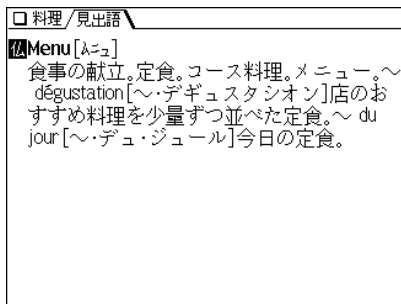 料理/見出語
仏Menu[ムニュ]
食事の献立。定食。コース料理。メニュー。〜
dégustation[〜・デギュスタシオン]店のお
すすめ料理を少量ずつ並べた定食。〜 du
jour[〜・デュ・ジュール]今日の定食。